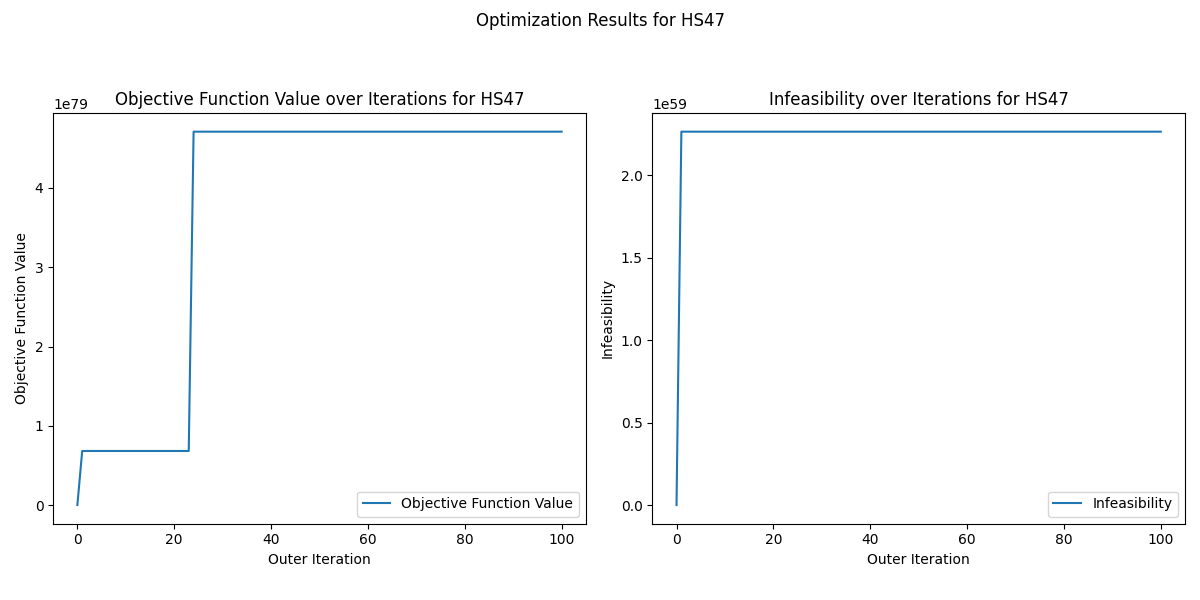 Optimization Results for HS47
1e79
Objective Function Value over Iterations for HS47
4
3
2
1
0
Objective Function Value
Objective Function Value
0 20 40 60 80 100
Outer Iteration
1e59
Infeasibility over Iterations for HS47
2.0
1.5
1.0
0.5
0.0
Infeasibility
Infeasibility
0 20 40 60 80 100
Outer Iteration